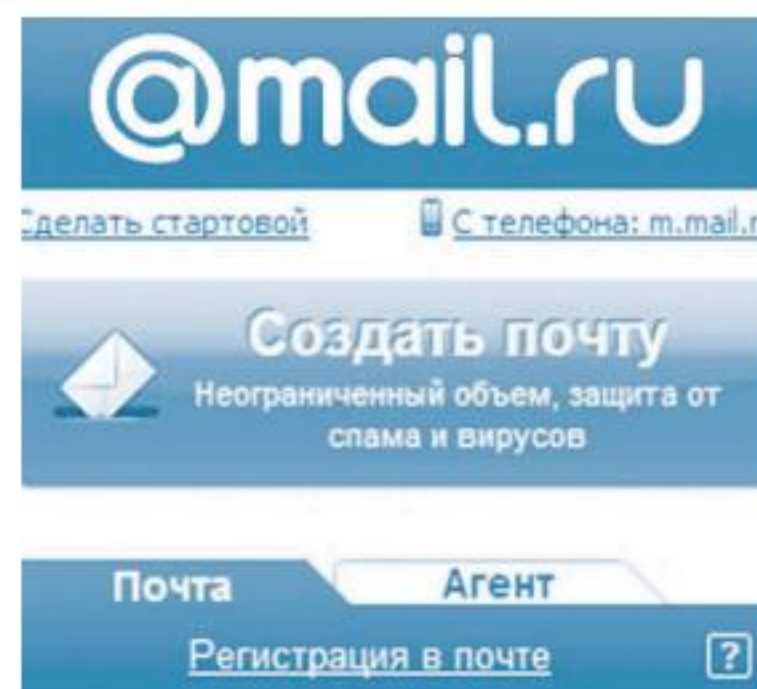 @mail.ru
Сделать стартовой С телефона: m.mail.r
Создать почту
Неограниченный объем, защита от
спама и вирусов
Почта Агент
Регистрация в почте ?